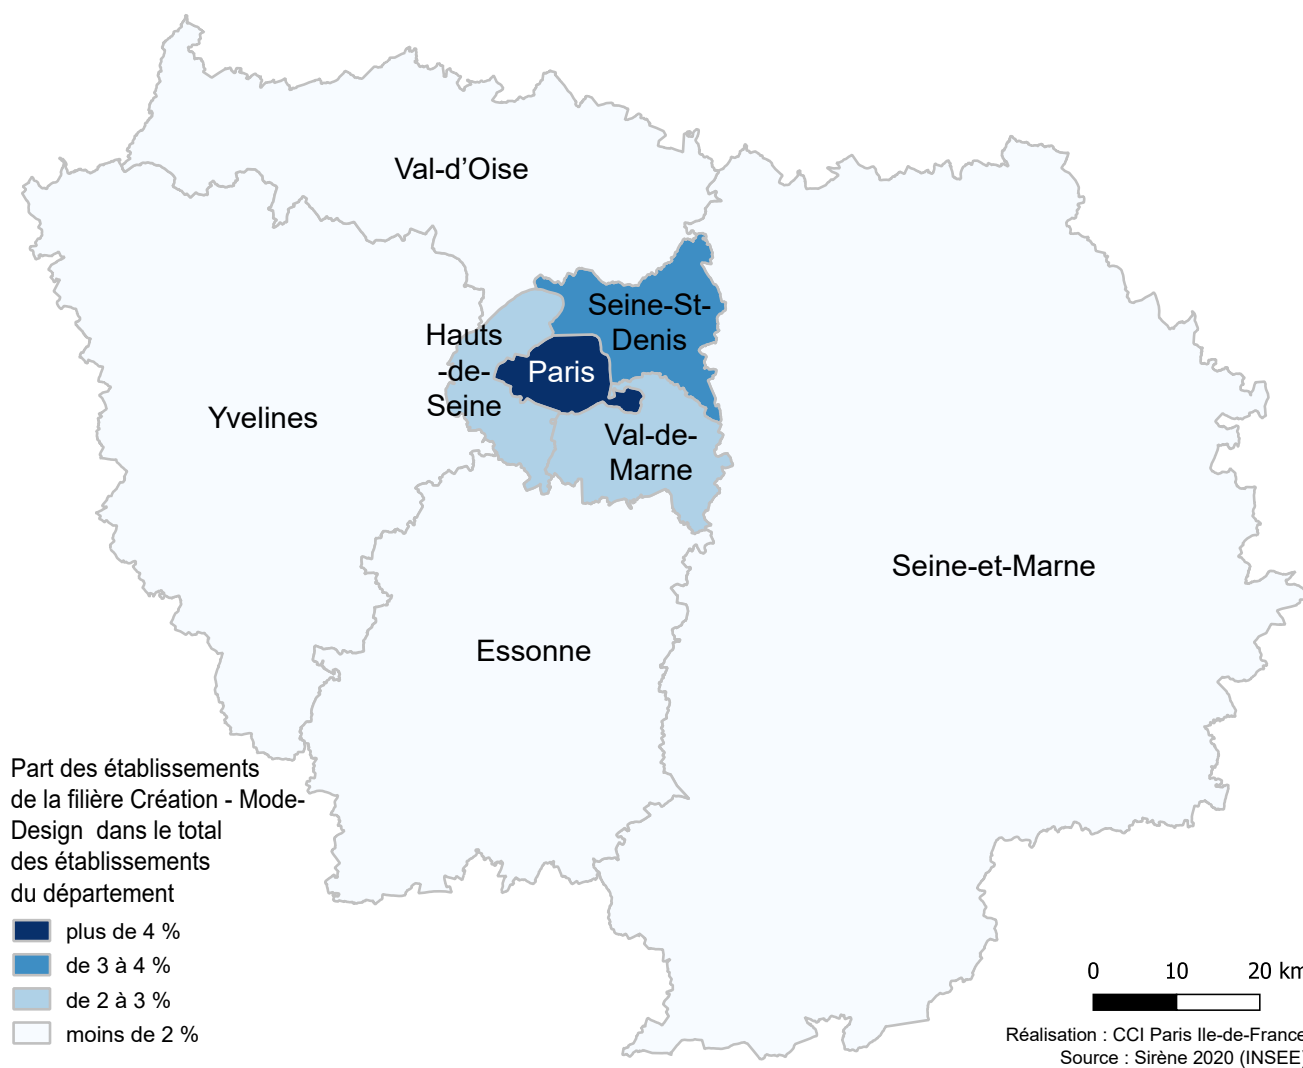 Val-d’Oise
Seine-St-
Denis
Hauts
-de-
Seine
Paris
Yvelines
Val-de-
Marne
Seine-et-Marne
Essonne
Part des établissements
de la filière Création - Mode-
Design dans le total
des établissements
du département
plus de 4 %
de 3 à 4 %
de 2 à 3 %
moins de 2 %
0 10 20 km
Réalisation : CCI Paris Ile-de-France
Source : Sirène 2020 (INSEE)